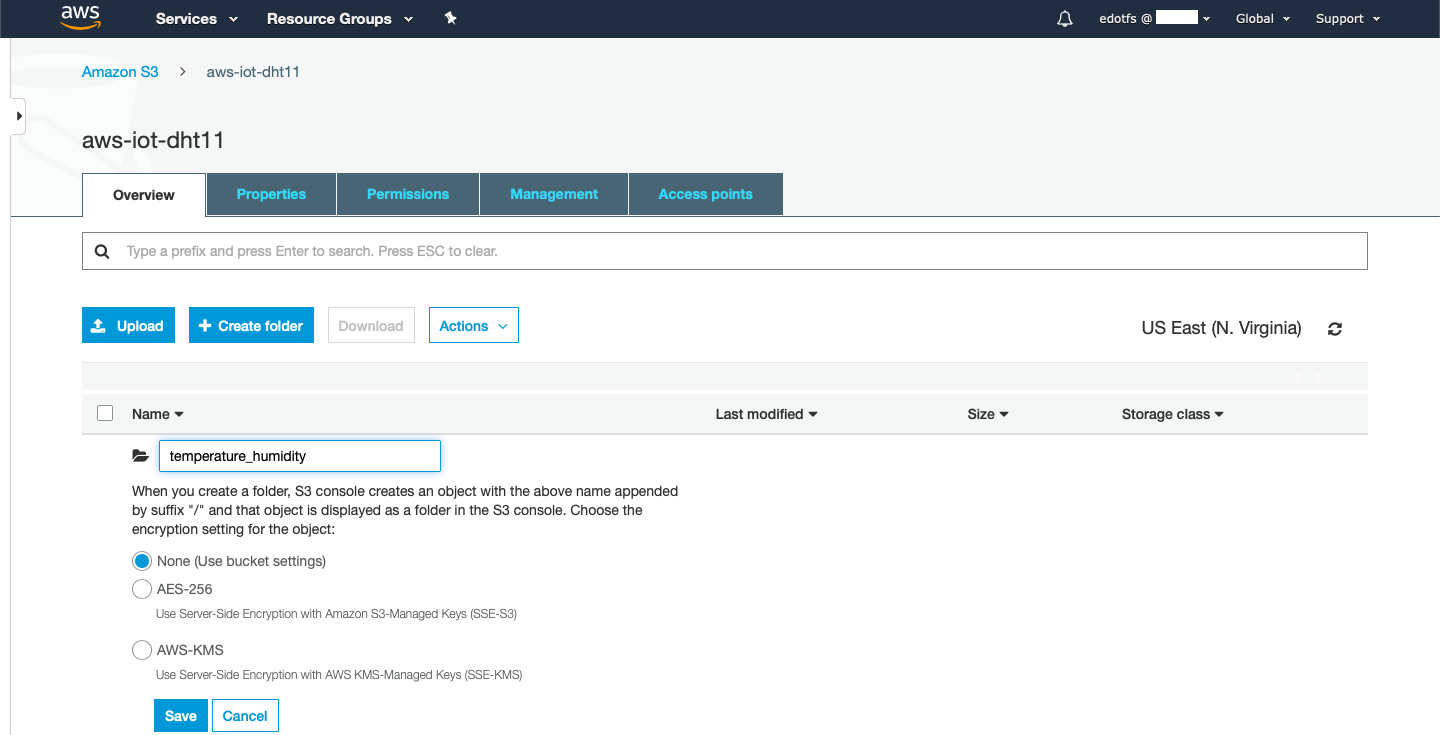 aws Services Resource Groups edotfs @ Global Support
Amazon S3 > aws-iot-dht11
aws-iot-dht11
Overview Properties Permissions Management Access points
Type a prefix and press Enter to search. Press ESC to clear.
Upload + Create folder Download Actions US East (N. Virginia)
Name Last modified Size Storage class
temperature_humidity
When you create a folder, S3 console creates an object with the above name appended
by suffix "/" and that object is displayed as a folder in the S3 console. Choose the
encryption setting for the object:
None (Use bucket settings)
AES-256
Use Server-Side Encryption with Amazon S3-Managed Keys (SSE-S3)
AWS-KMS
Use Server-Side Encryption with AWS KMS-Managed Keys (SSE-KMS)
Save Cancel